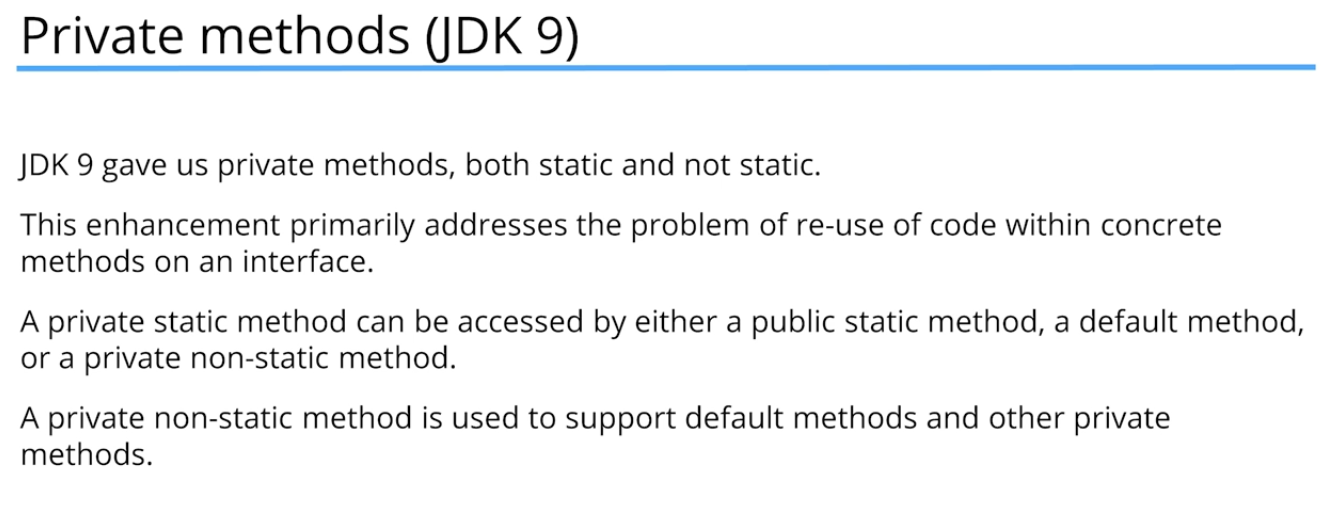 Private methods (JDK 9)
JDK 9 gave us private methods, both static and not static.
This enhancement primarily addresses the problem of re-use of code within concrete
methods on an interface.
A private static method can be accessed by either a public static method, a default method,
or a private non-static method.
A private non-static method is used to support default methods and other private
methods.